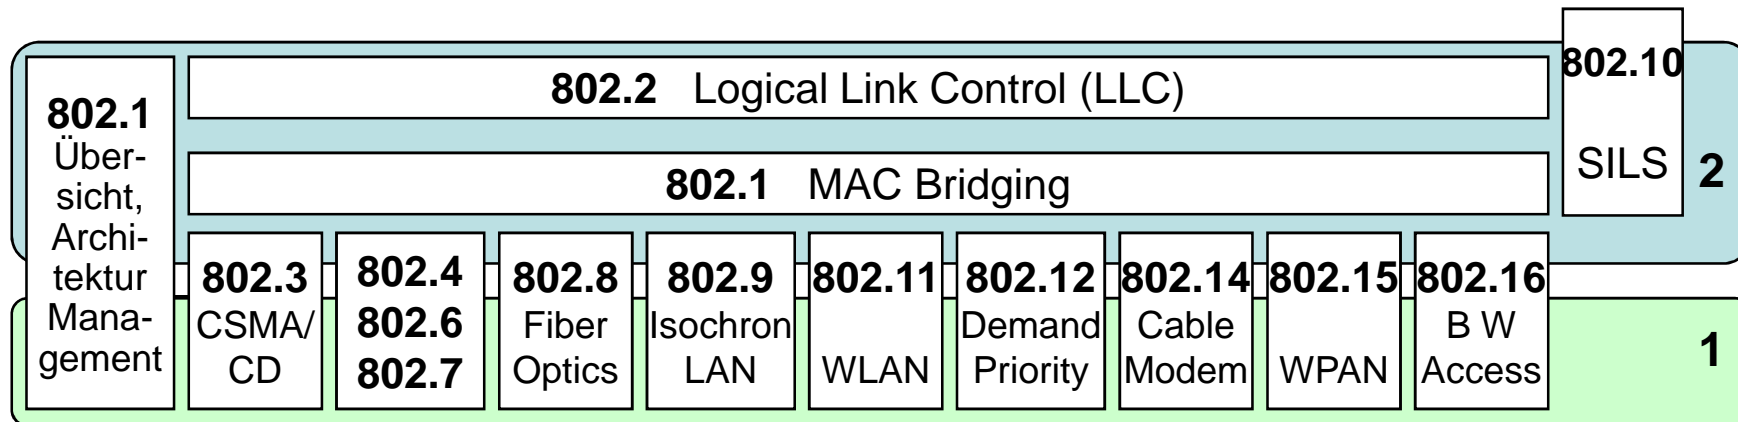 802.1
Über-
sicht,
Archi-
tektur
Mana-
gement
802.2 Logical Link Control (LLC)
802.1 MAC Bridging
802.10
SILS
2
802.3
CSMA/
CD
802.4
802.6
802.7
802.8
Fiber
Optics
802.9
Isochron
LAN
802.11
WLAN
802.12
Demand
Priority
802.14
Cable
Modem
802.15
WPAN
802.16
B W
Access
1